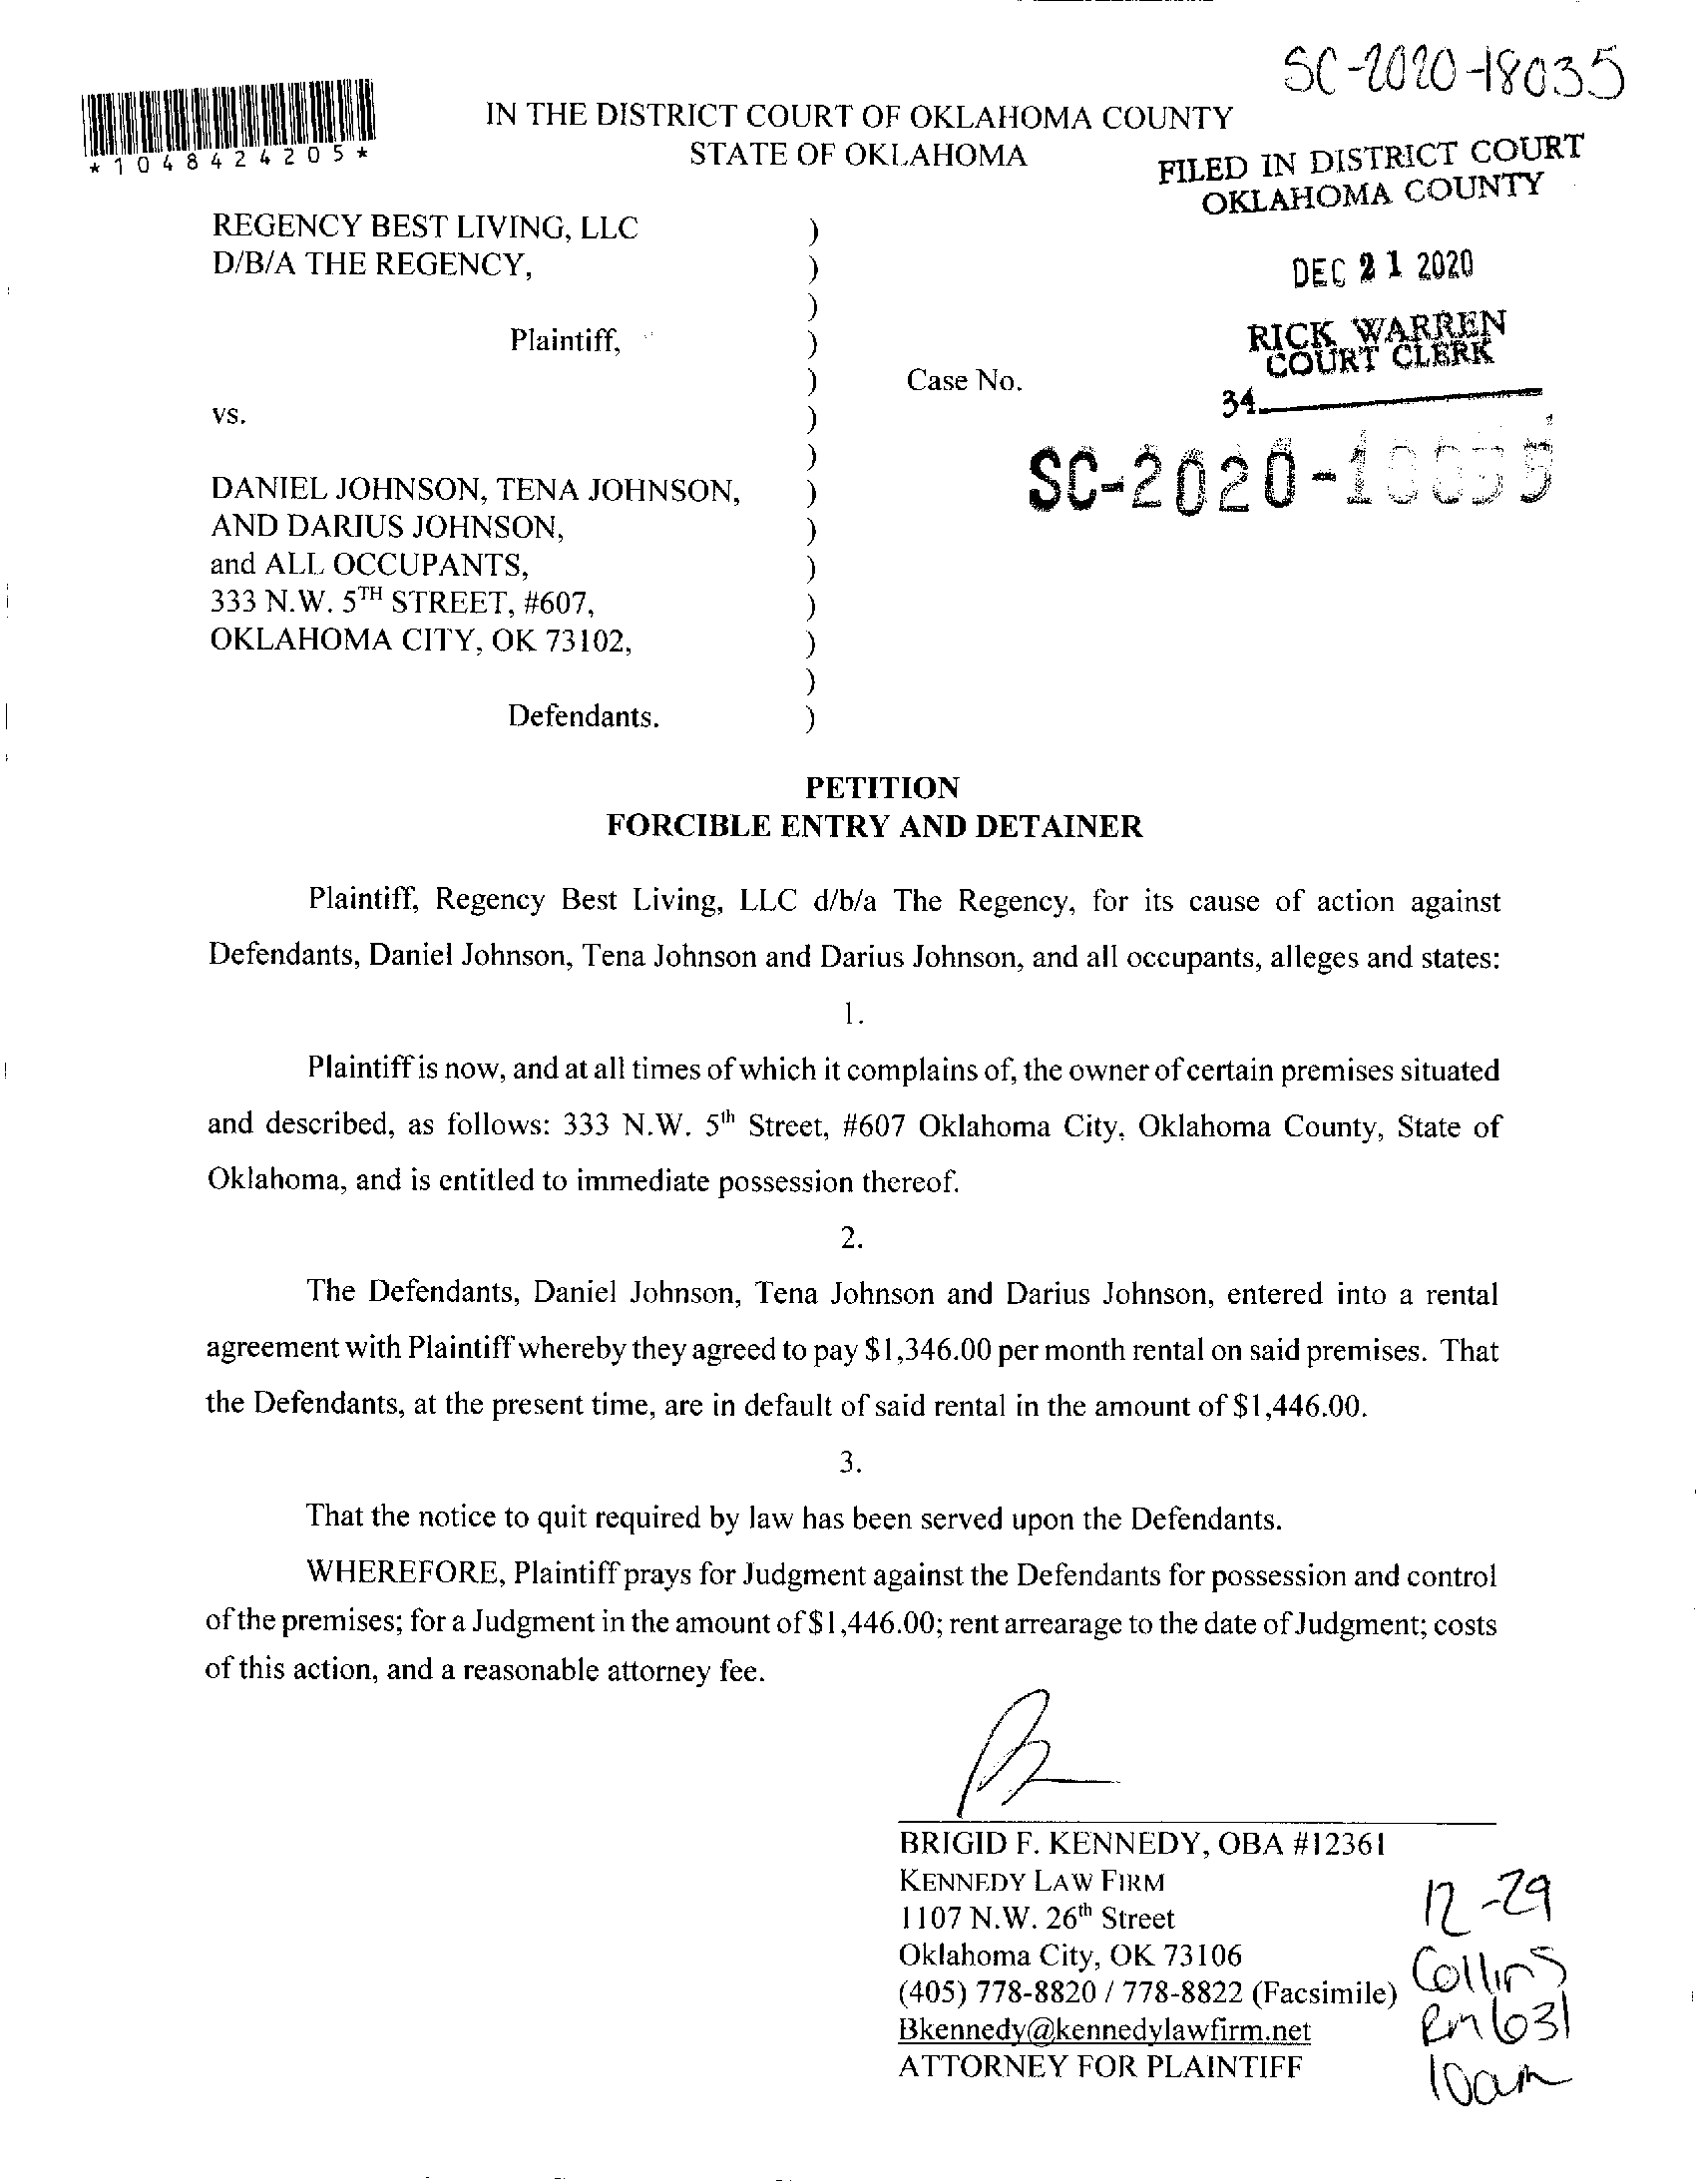 SC-2020-18035
*1048424205*
IN THE DISTRICT COURT OF OKLAHOMA COUNTY
STATE OF OKLAHOMA
FILED IN DISTRICT COURT
OKLAHOMA COUNTY
REGENCY BEST LIVING, LLC )
D/B/A THE REGENCY, )
DEC 21 2020
)
Plaintiff, )
RICK WARREN
COURT CLERK
) Case No.
34
vs. )
)
SC-2020-18035
DANIEL JOHNSON, TENA JOHNSON, )
AND DARIUS JOHNSON, )
and ALL OCCUPANTS, )
333 N.W. 5TH STREET, #607, )
OKLAHOMA CITY, OK 73102, )
)
Defendants. )
PETITION
FORCIBLE ENTRY AND DETAINER
Plaintiff, Regency Best Living, LLC d/b/a The Regency, for its cause of action against
Defendants, Daniel Johnson, Tena Johnson and Darius Johnson, and all occupants, alleges and states:
1.
Plaintiff is now, and at all times of which it complains of, the owner of certain premises situated
and described, as follows: 333 N.W. 5th Street, #607 Oklahoma City, Oklahoma County, State of
Oklahoma, and is entitled to immediate possession thereof.
2.
The Defendants, Daniel Johnson, Tena Johnson and Darius Johnson, entered into a rental
agreement with Plaintiff whereby they agreed to pay $1,346.00 per month rental on said premises. That
the Defendants, at the present time, are in default of said rental in the amount of $1,446.00.
3.
That the notice to quit required by law has been served upon the Defendants.
WHEREFORE, Plaintiff prays for Judgment against the Defendants for possession and control
of the premises; for a Judgment in the amount of $1,446.00; rent arrearage to the date of Judgment; costs
of this action, and a reasonable attorney fee.
BRIGID F. KENNEDY, OBA #12361
KENNEDY LAW FIRM
1107 N.W. 26th Street
Oklahoma City, OK 73106
(405) 778-8820 / 778-8822 (Facsimile)
Bkennedy@kennedylawfirm.net
ATTORNEY FOR PLAINTIFF
12-29
Collins
Rm 631
10am